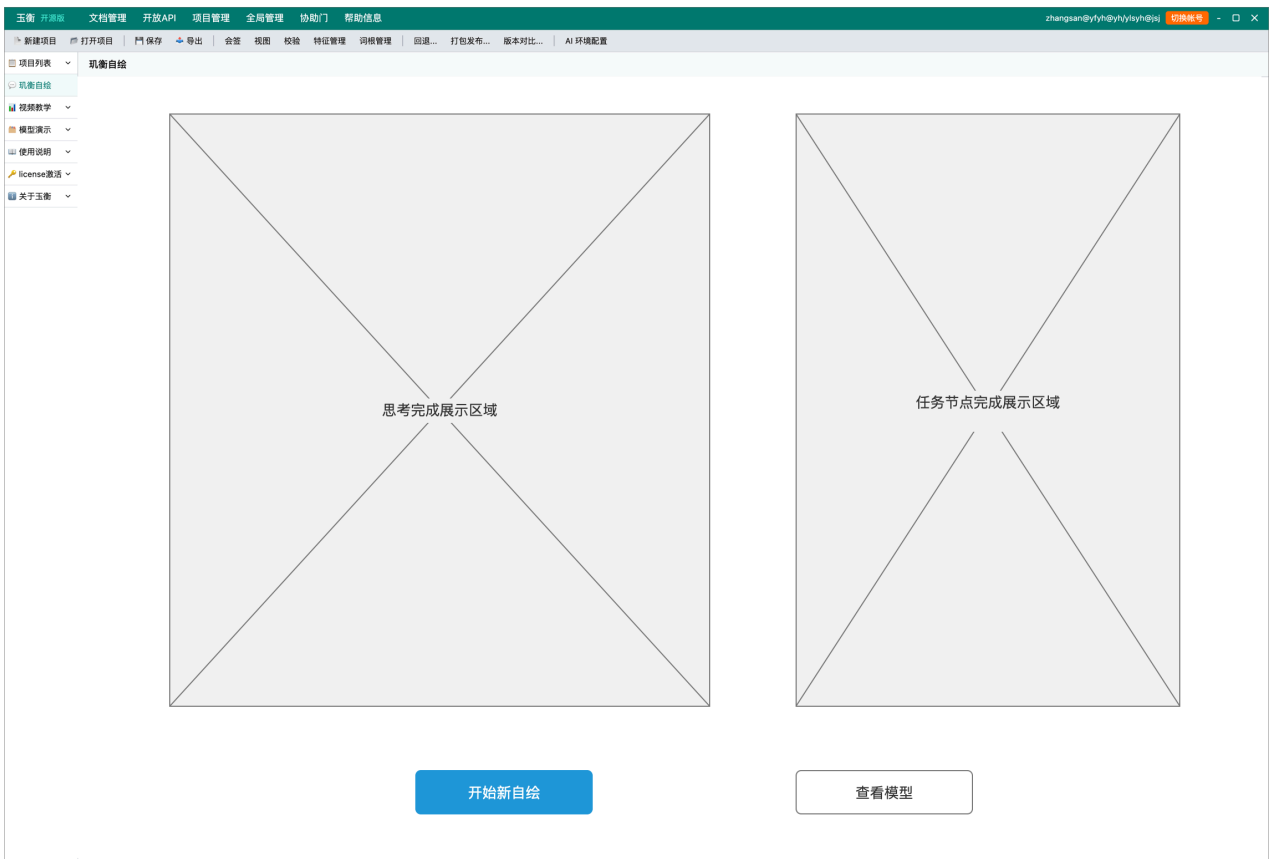 玉衡 开源版 文档管理 开放API 项目管理 全局管理 协助门 帮助信息 zhangsan@yfyh@yh/ylsyh@jsj 切换帐号
新建项目 打开项目 保存 导出 会签 视图 校验 特征管理 词根管理 回退... 打包发布... 版本对比... AI 环境配置
项目列表
玑衡自绘
玑衡自绘
视频教学
模型演示
使用说明
license激活
关于玉衡
思考完成展示区域
任务节点完成展示区域
开始新自绘
查看模型